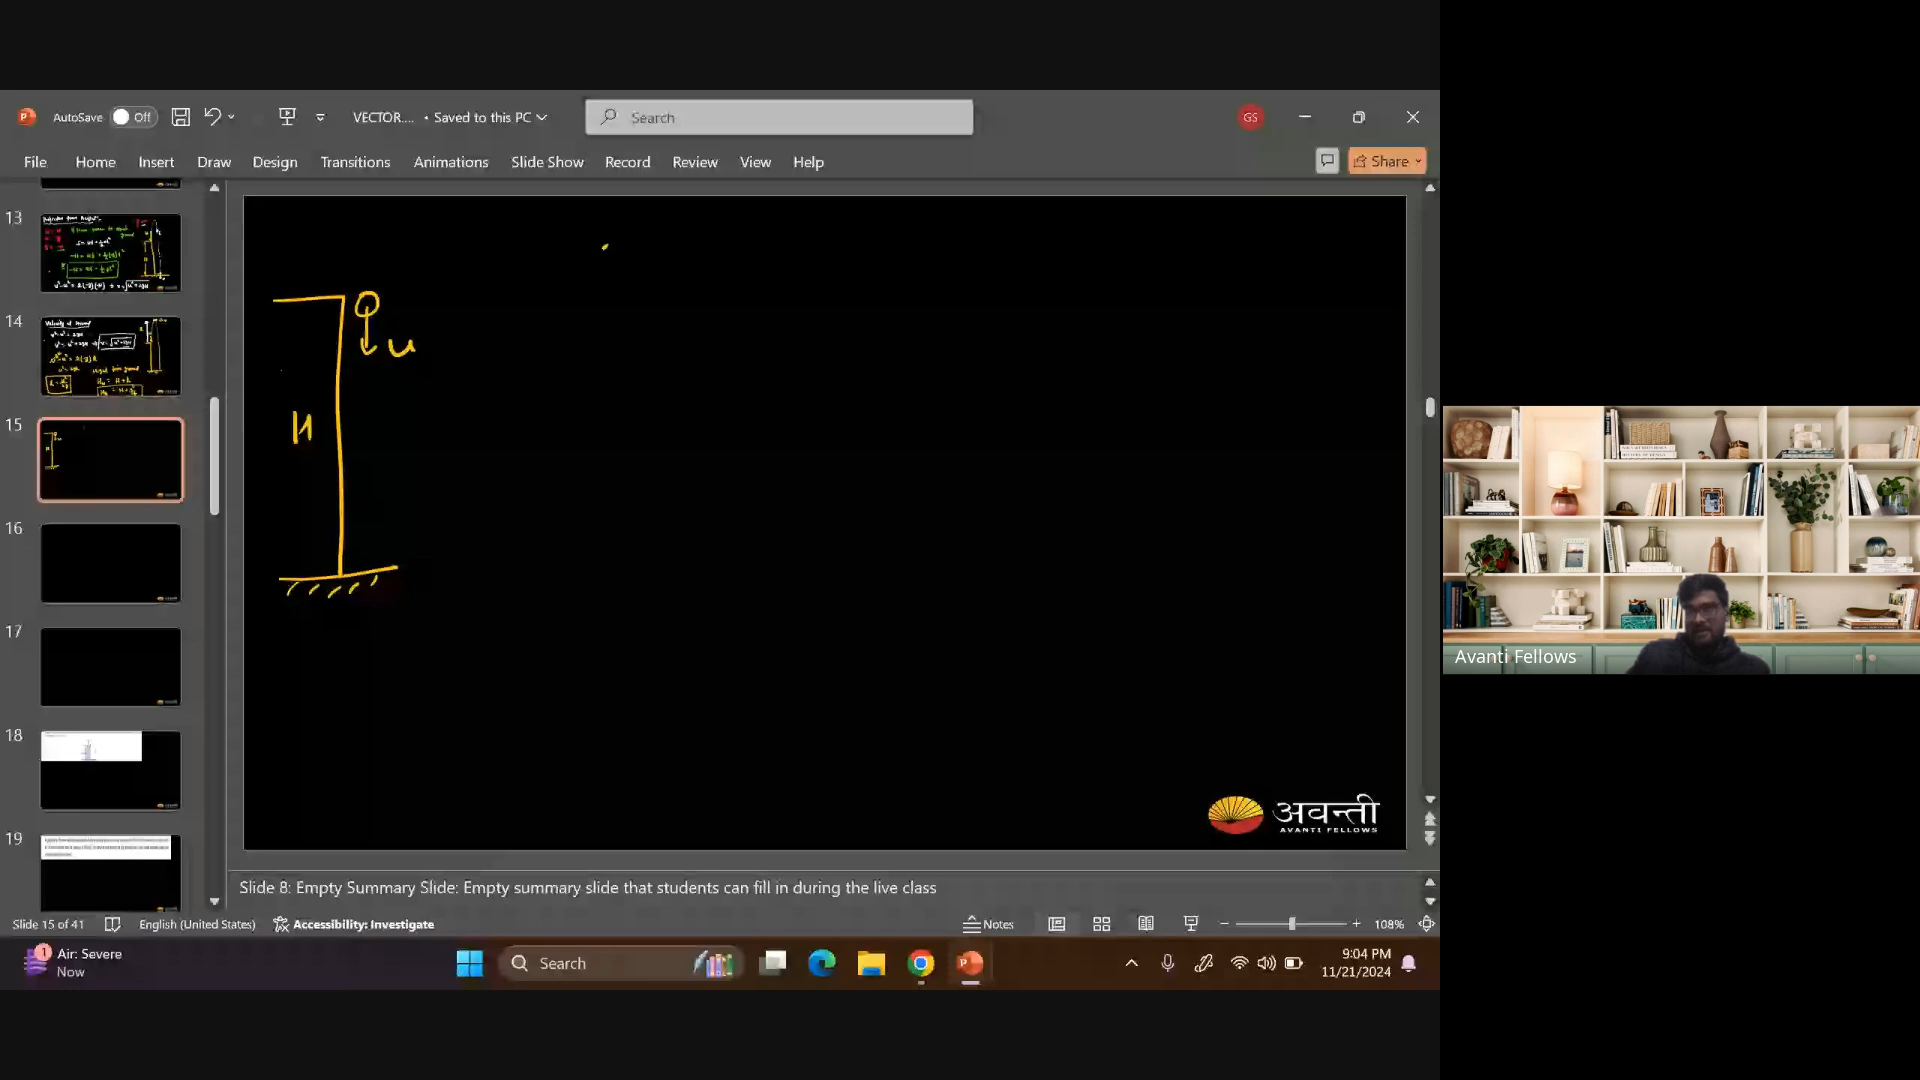 AutoSave Off VECTOR.... • Saved to this PC Search GS
File Home Insert Draw Design Transitions Animations Slide Show Record Review View Help Share
13
14
15
16
17
18
19
u
H
अवन्ती
AVANTI FELLOWS
Avanti Fellows
Slide 8: Empty Summary Slide: Empty summary slide that students can fill in during the live class
Slide 15 of 41 English (United States) Accessibility: Investigate Notes 108%
1 Air: Severe
Now
Search
9:04 PM
11/21/2024